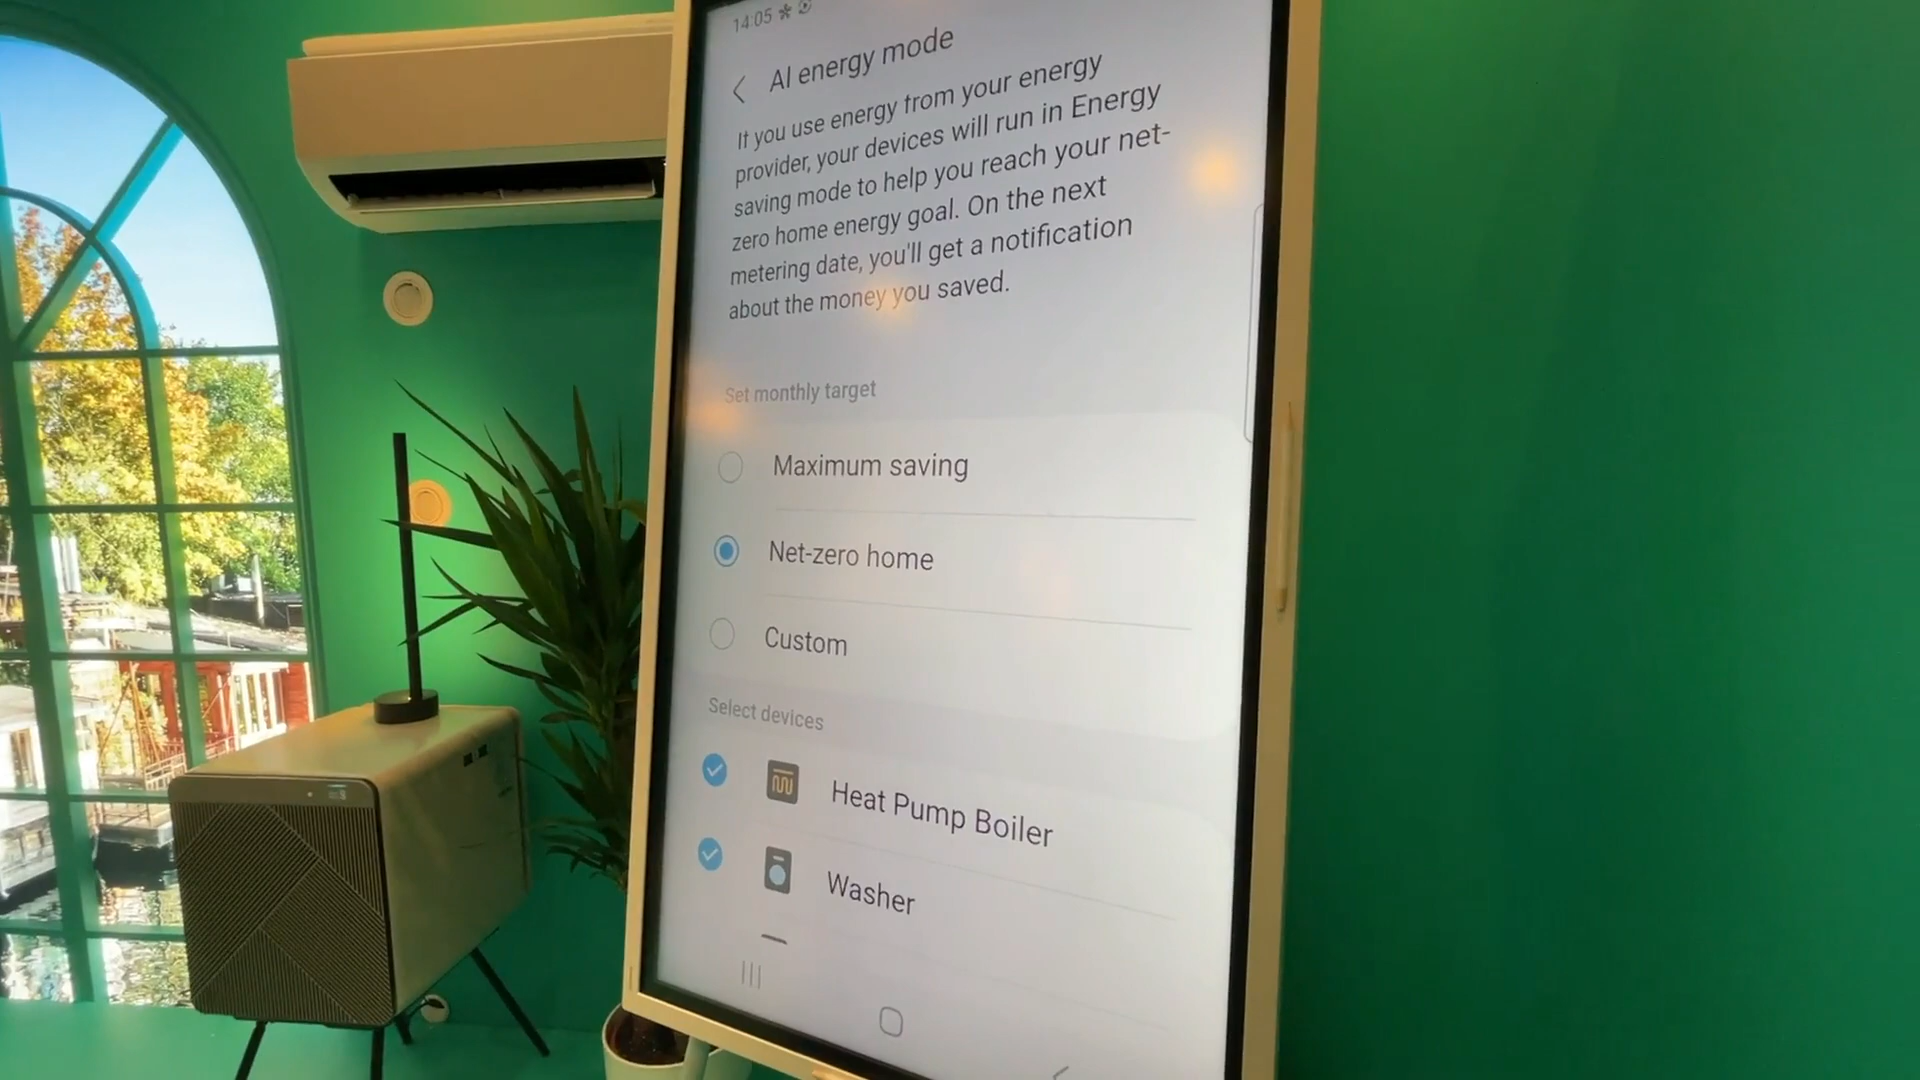 14:05
AI energy mode
If you use energy from your energy
provider, your devices will run in Energy
saving mode to help you reach your net-
zero home energy goal. On the next
metering date, you'll get a notification
about the money you saved.
Set monthly target
Maximum saving
Net-zero home
Custom
Select devices
Heat Pump Boiler
Washer